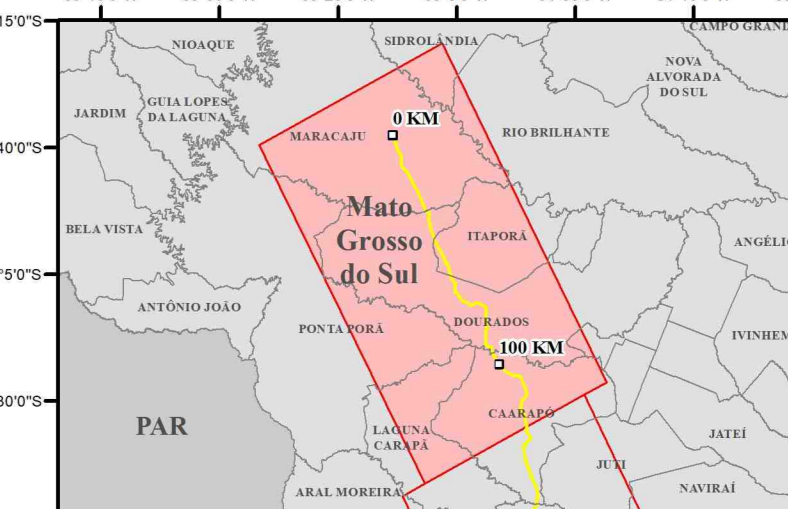 15'0"S
CAMPO GRAND
SIDROLÂNDIA
NIOAQUE
NOVA
ALVORADA
DO SUL
GUIA LOPES
DA LAGUNA
JARDIM
0 KM
RIO BRILHANTE
MARACAJU
40'0"S
Mato
Grosso
do Sul
BELA VISTA
ITAPORÃ
ANGÉLI
5'0"S
ANTÔNIO JOÃO
PONTA PORÃ
DOURADOS
IVINHEM
100 KM
30'0"S
CAARAPÓ
PAR
LAGUNA
CARAPÃ
JATEÍ
JUTI
ARAL MOREIRA
NAVIRAÍ